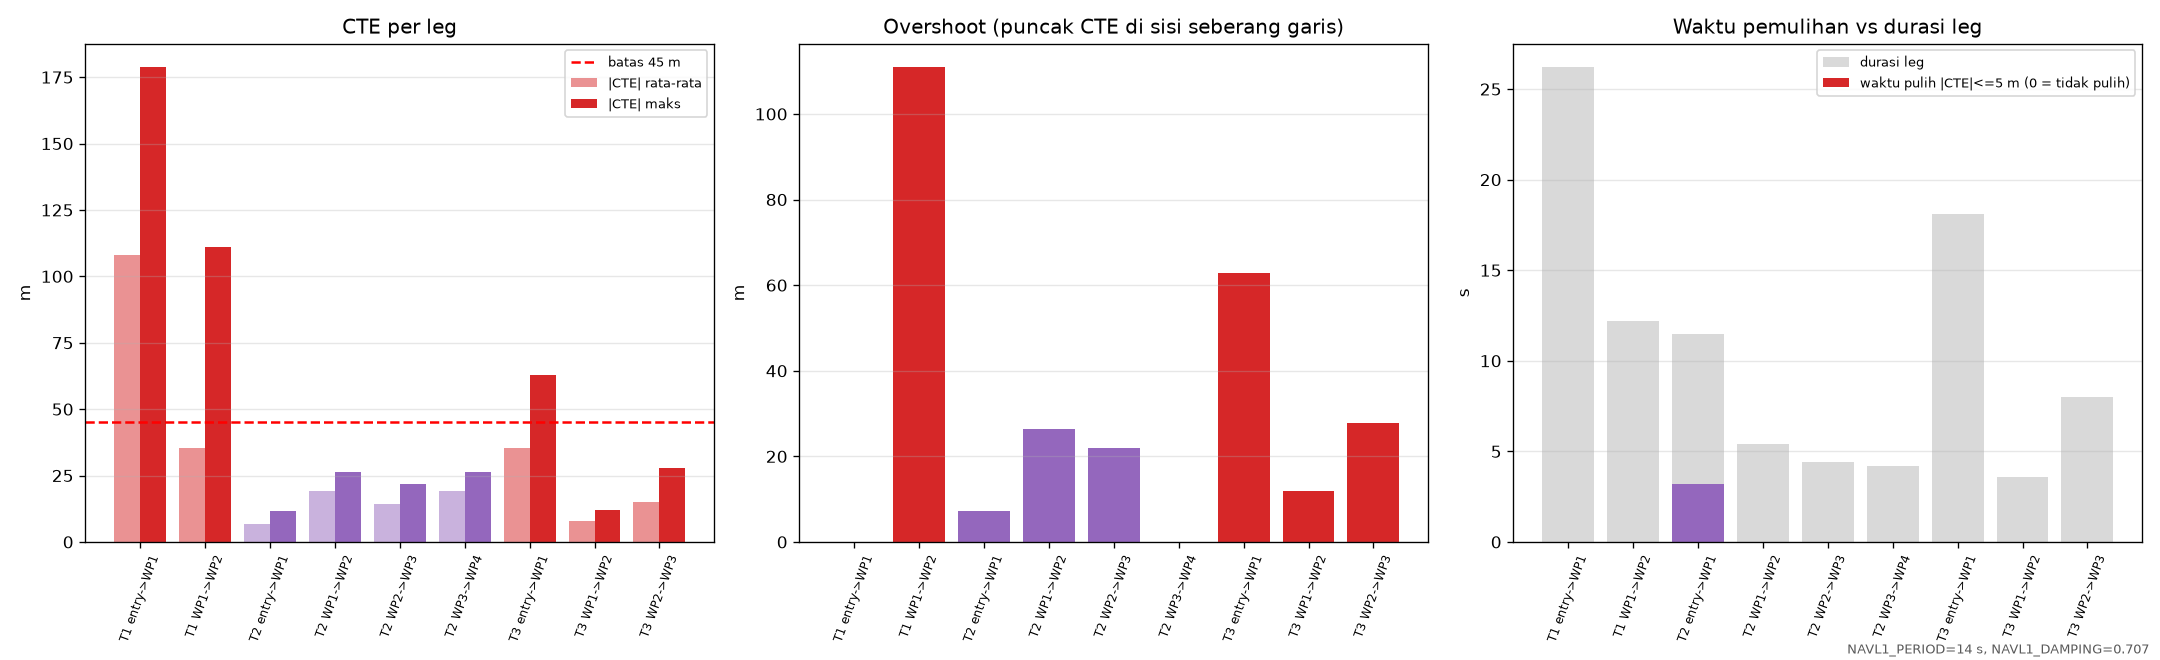 CTE per leg
175
150
125
100
75
50
25
0
m
batas 45 m
|CTE| rata-rata
|CTE| maks
T1 entry->WP1
T1 WP1->WP2
T2 entry->WP1
T2 WP1->WP2
T2 WP2->WP3
T2 WP3->WP4
T3 entry->WP1
T3 WP1->WP2
T3 WP2->WP3
Overshoot (puncak CTE di sisi seberang garis)
100
80
60
40
20
0
m
T1 entry->WP1
T1 WP1->WP2
T2 entry->WP1
T2 WP1->WP2
T2 WP2->WP3
T2 WP3->WP4
T3 entry->WP1
T3 WP1->WP2
T3 WP2->WP3
Waktu pemulihan vs durasi leg
25
20
15
10
5
0
s
durasi leg
waktu pulih |CTE|<=5 m (0 = tidak pulih)
T1 entry->WP1
T1 WP1->WP2
T2 entry->WP1
T2 WP1->WP2
T2 WP2->WP3
T2 WP3->WP4
T3 entry->WP1
T3 WP1->WP2
T3 WP2->WP3
NAVL1_PERIOD=14 s, NAVL1_DAMPING=0.707